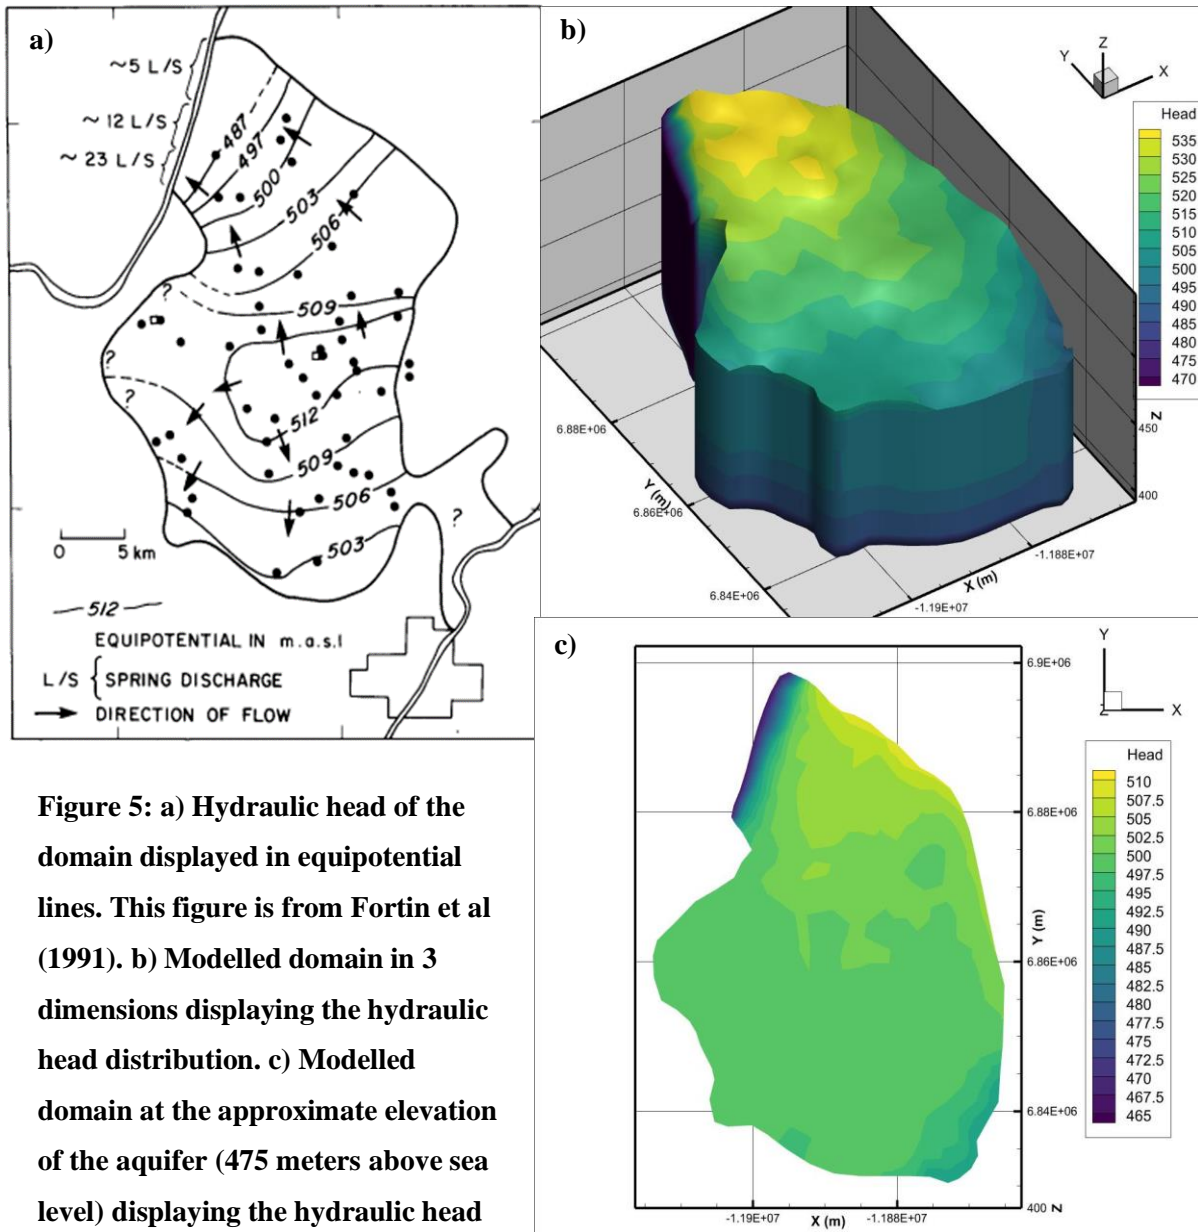 a)
~5 L/S
~ 12 L/S
~ 23 L/S
487
497
500
503
506
?
509
?
?
512
509
506
503
?
0 5 km
512
EQUIPOTENTIAL IN m.a.s.l
L/S { SPRING DISCHARGE
DIRECTION OF FLOW
b)
Z
Y
X
Head
535
530
525
520
515
510
505
500
495
490
485
480
475
470
Z
450
400
6.88E+06
Y (m)
6.86E+06
6.84E+06
-1.19E+07
X (m)
-1.188E+07
c)
Y
X
Z
6.9E+06
6.88E+06
Y (m)
6.86E+06
6.84E+06
400 Z
-1.19E+07
X (m)
-1.188E+07
Head
510
507.5
505
502.5
500
497.5
495
492.5
490
487.5
485
482.5
480
477.5
475
472.5
470
467.5
465
Figure 5: a) Hydraulic head of the
domain displayed in equipotential
lines. This figure is from Fortin et al
(1991). b) Modelled domain in 3
dimensions displaying the hydraulic
head distribution. c) Modelled
domain at the approximate elevation
of the aquifer (475 meters above sea
level) displaying the hydraulic head